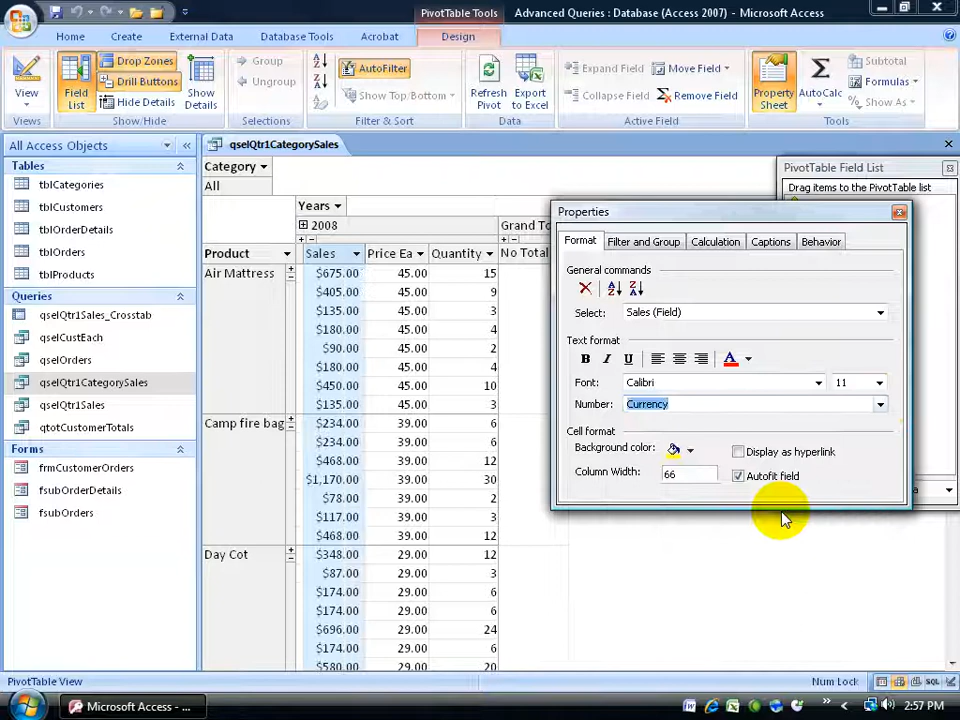 PivotTable Tools Advanced Queries : Database (Access 2007) - Microsoft Access
Home Create External Data Database Tools Acrobat Design
View
Views
Field List
Drop Zones
Drill Buttons
Hide Details
Show Details
Show/Hide
Group
Ungroup
Selections
AutoFilter
Show Top/Bottom
Filter & Sort
Refresh Pivot
Export to Excel
Data
Expand Field
Collapse Field
Move Field
Remove Field
Active Field
Property Sheet
AutoCalc
Subtotal
Formulas
Show As
Tools
All Access Objects
Tables
tblCategories
tblCustomers
tblOrderDetails
tblOrders
tblProducts
Queries
qselQtr1Sales_Crosstab
qselCustEach
qselOrders
qselQtr1CategorySales
qselQtr1Sales
qtotCustomerTotals
Forms
frmCustomerOrders
fsubOrderDetails
fsubOrders
qselQtr1CategorySales
Category
All
Years
2008 Grand To
Product Sales Price Ea Quantity No Total
Air Mattress $675.00 45.00 15
$405.00 45.00 9
$135.00 45.00 3
$180.00 45.00 4
$90.00 45.00 2
$180.00 45.00 4
$450.00 45.00 10
$135.00 45.00 3
Camp fire bag $234.00 39.00 6
$234.00 39.00 6
$468.00 39.00 12
$1,170.00 39.00 30
$78.00 39.00 2
$117.00 39.00 3
$468.00 39.00 12
Day Cot $348.00 29.00 12
$87.00 29.00 3
$174.00 29.00 6
$174.00 29.00 6
$696.00 29.00 24
$174.00 29.00 6
$580.00 29.00 20
PivotTable Field List
Drag items to the PivotTable list
Properties
Format Filter and Group Calculation Captions Behavior
General commands
Select: Sales (Field)
Text format
B I U A
Font: Calibri 11
Number: Currency
Cell format
Background color: Display as hyperlink
Column Width: 66 Autofit field
PivotTable View Num Lock SQL
Microsoft Access - ... 2:57 PM